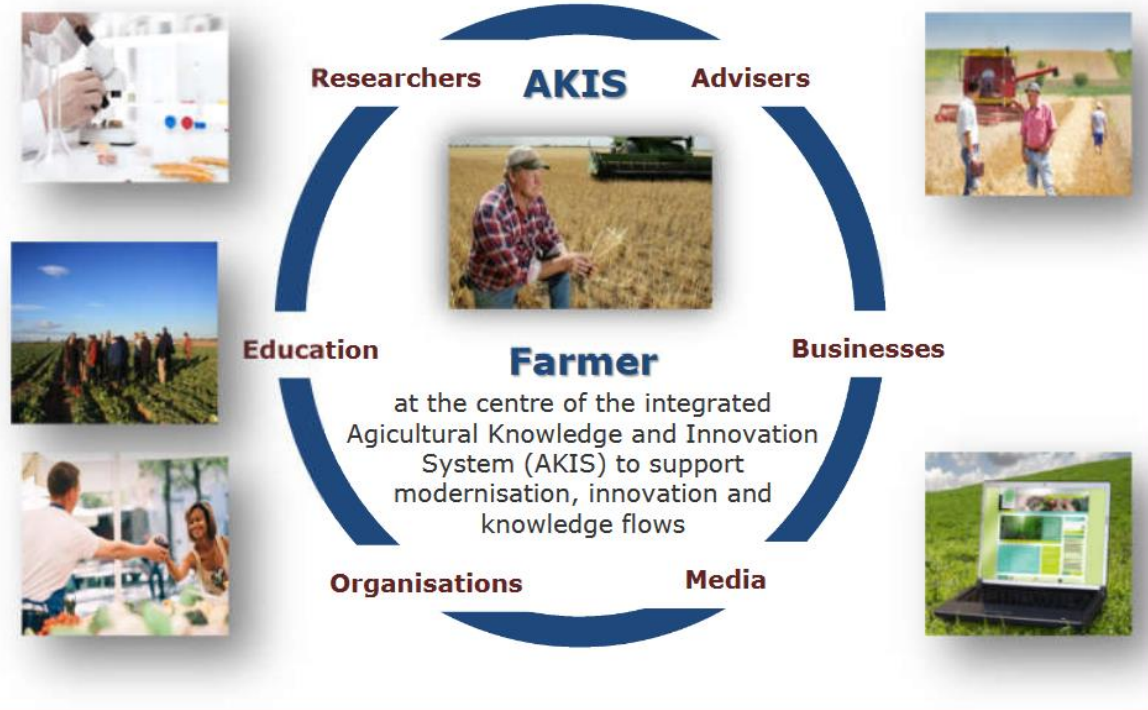 Researchers
AKIS
Advisers
Education
Farmer
Businesses
at the centre of the integrated
Agicultural Knowledge and Innovation
System (AKIS) to support
modernisation, innovation and
knowledge flows
Organisations
Media